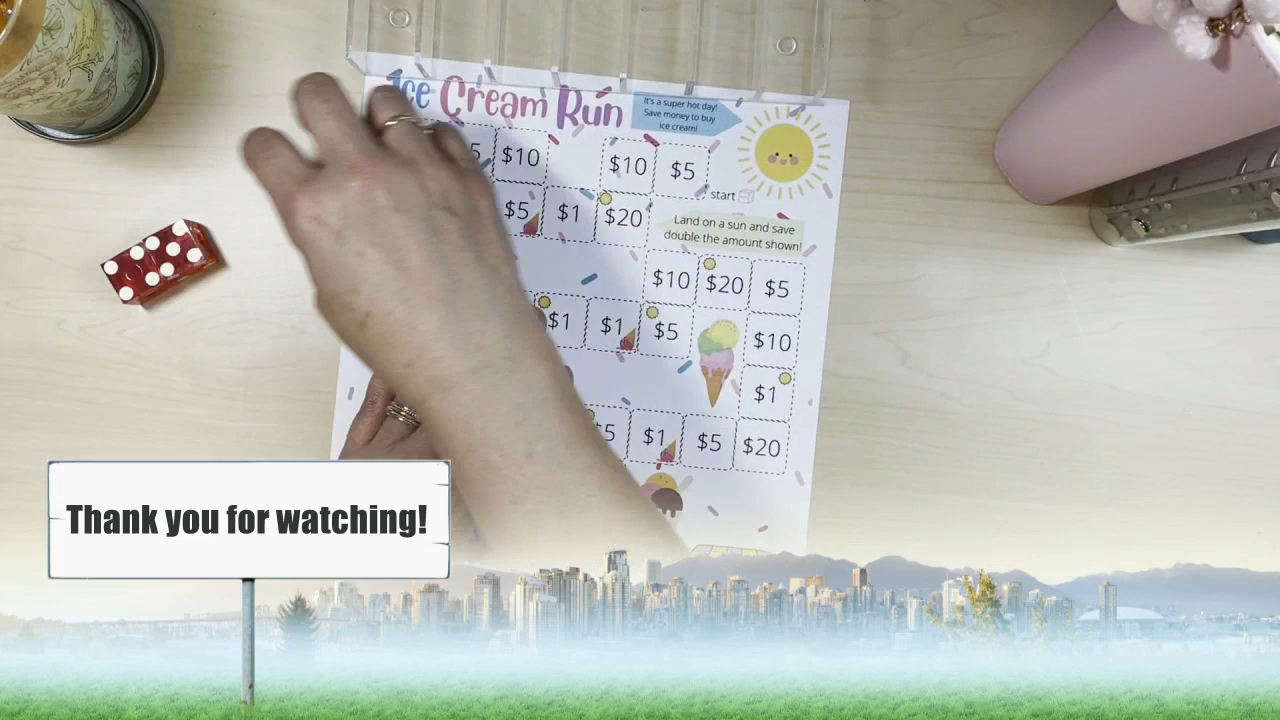 Ice Cream Run
It's a super hot day!
Save money to buy
ice cream!
5 $10 $10 $5
start
$5 $1 $20
Land on a sun and save
double the amount shown!
$10 $20 $5
$1 $1 $5 $10
$1
$5 $1 $5 $20
Thank you for watching!